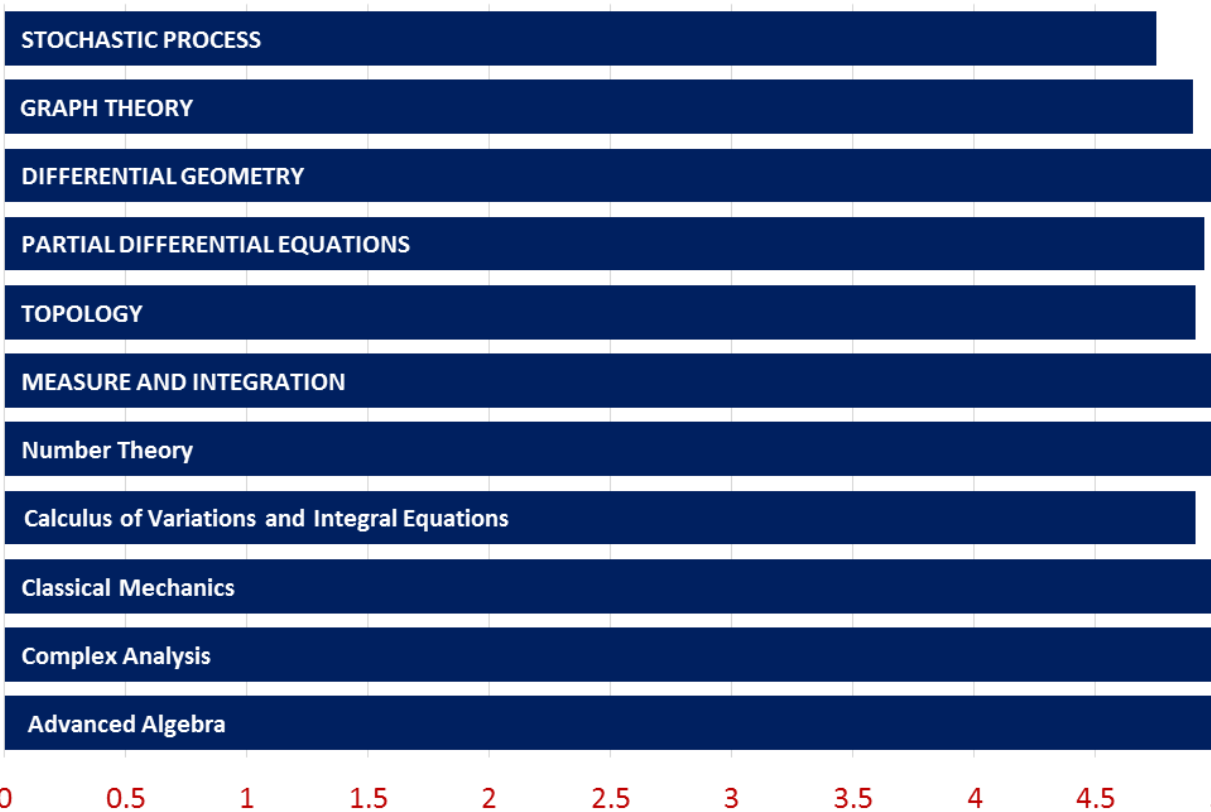 STOCHASTIC PROCESS
GRAPH THEORY
DIFFERENTIAL GEOMETRY
PARTIAL DIFFERENTIAL EQUATIONS
TOPOLOGY
MEASURE AND INTEGRATION
Number Theory
Calculus of Variations and Integral Equations
Classical Mechanics
Complex Analysis
Advanced Algebra
0 0.5 1 1.5 2 2.5 3 3.5 4 4.5